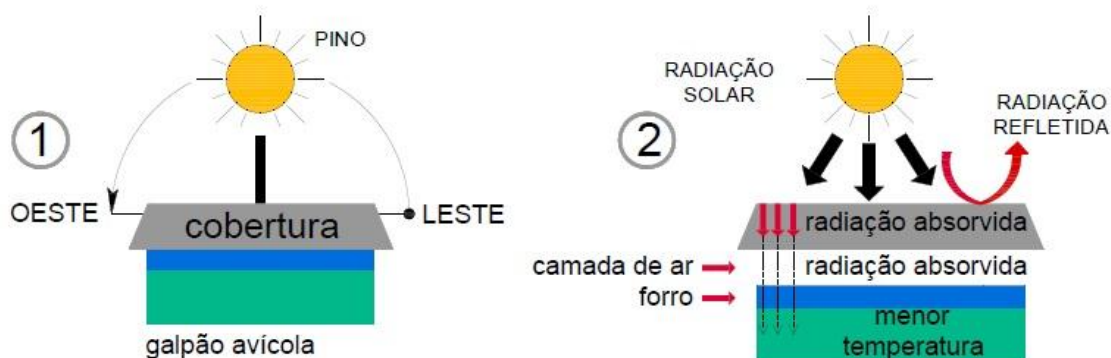 1
PINO
OESTE
LESTE
cobertura
galpão avícola
2
RADIAÇÃO
SOLAR
RADIAÇÃO
REFLETIDA
radiação absorvida
camada de ar
radiação absorvida
forro
menor
temperatura